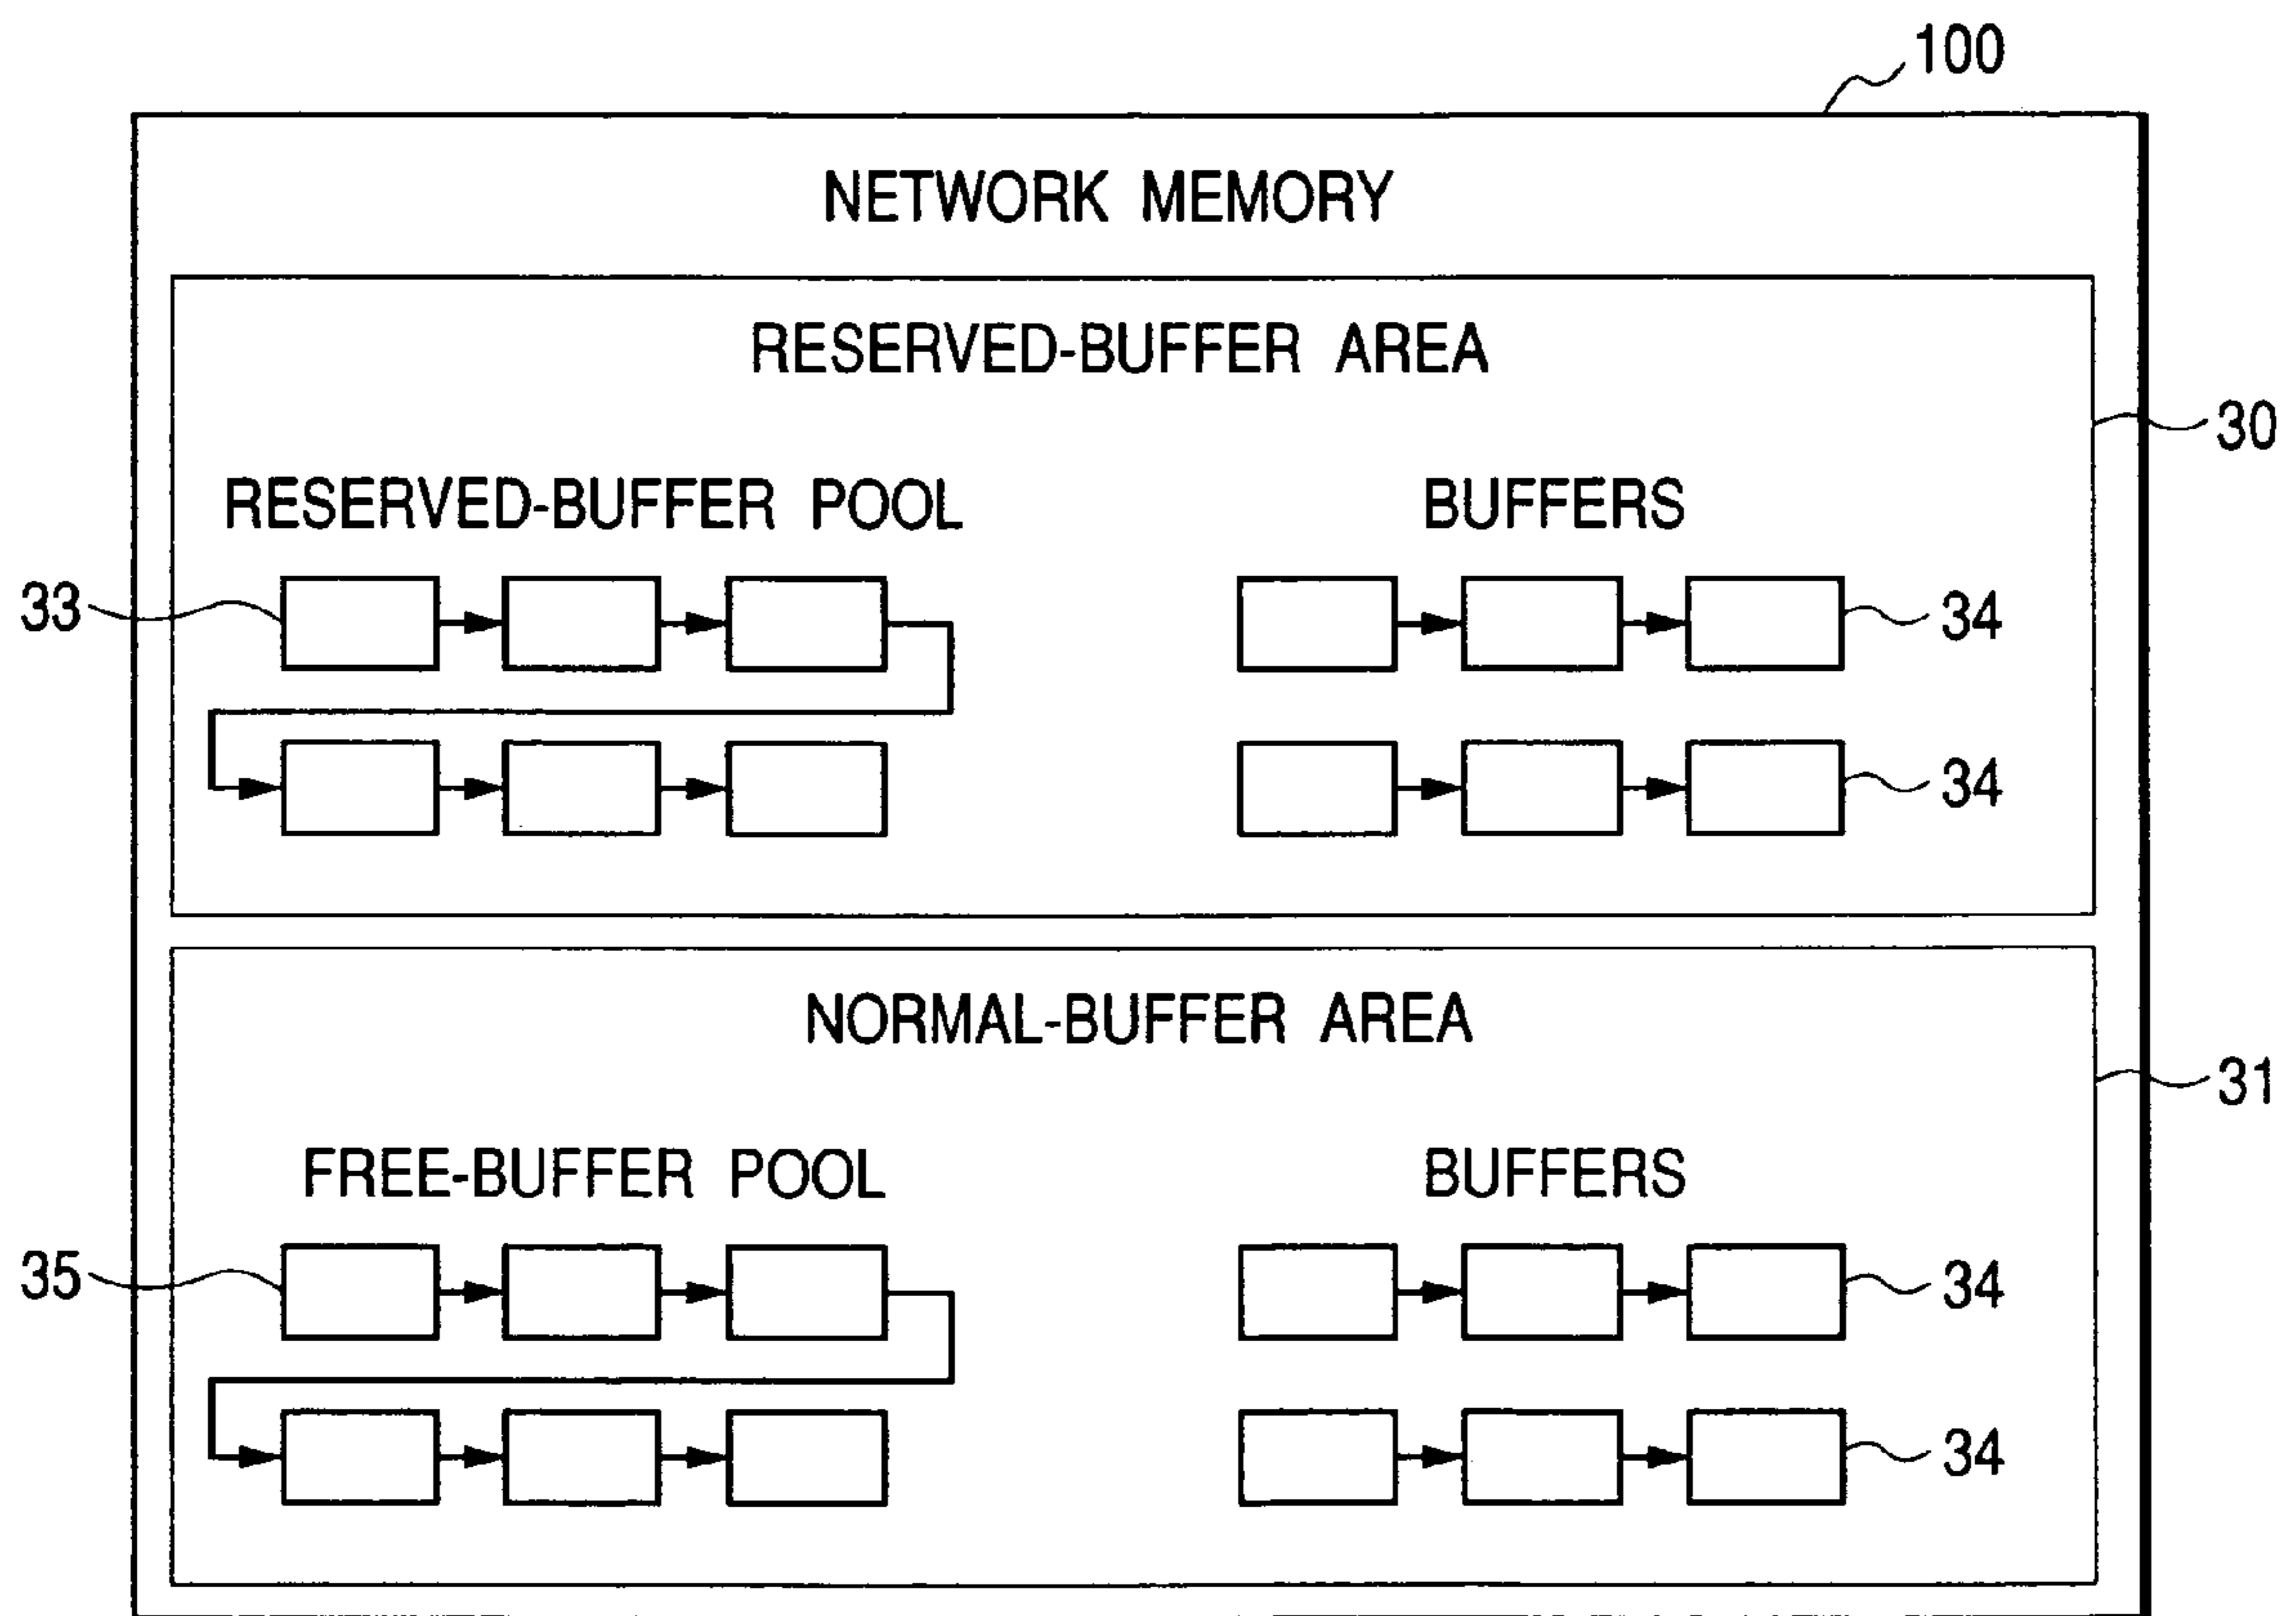 100
NETWORK MEMORY
RESERVED-BUFFER AREA
30
RESERVED-BUFFER POOL
BUFFERS
33
34
34
NORMAL-BUFFER AREA
31
FREE-BUFFER POOL
BUFFERS
35
34
34